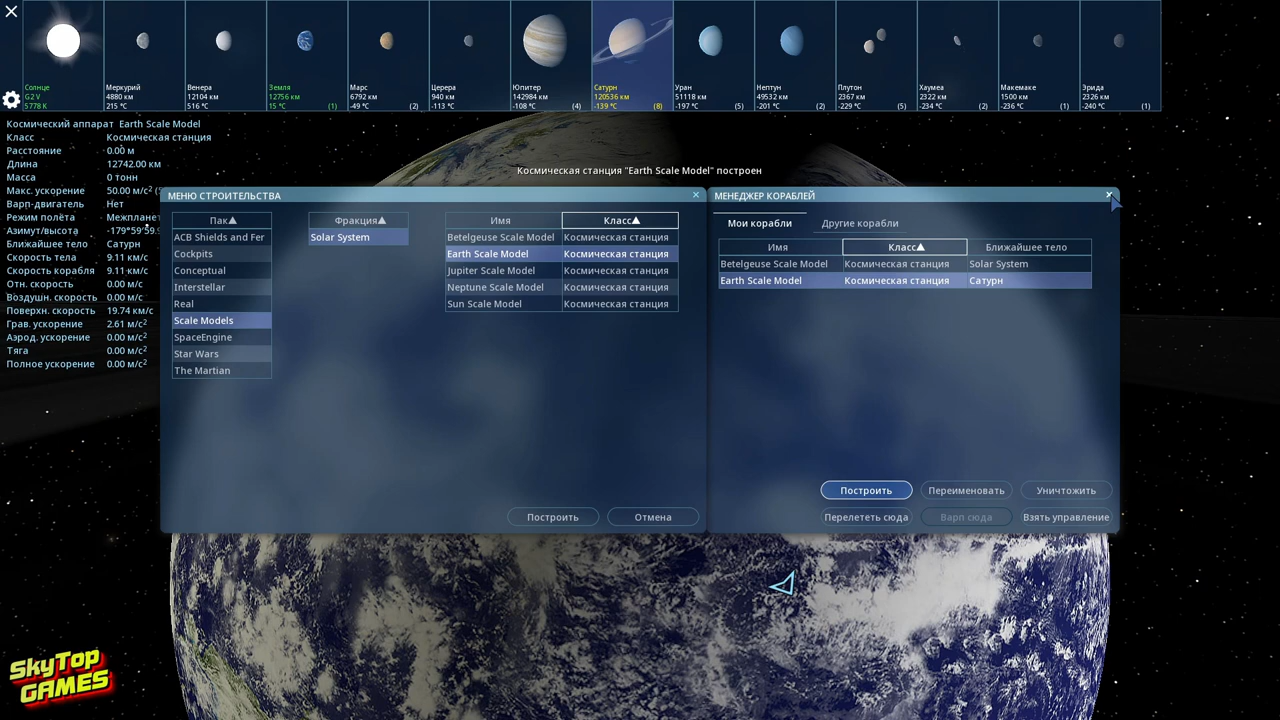 Солнце
G2 V
5778 K
Меркурий
4880 км
215 °C
Венера
12104 км
516 °C
Земля
12756 км
15 °C (1)
Марс
6792 км
-49 °C (2)
Церера
940 км
-113 °C
Юпитер
142984 км
-108 °C (4)
Сатурн
120536 км
-139 °C (8)
Уран
51118 км
-197 °C (5)
Нептун
49532 км
-201 °C (2)
Плутон
2367 км
-229 °C (5)
Хаумеа
2322 км
-234 °C (2)
Макемаке
1500 км
-236 °C (1)
Эрида
2326 км
-240 °C (1)
Космический аппарат Earth Scale Model
Класс Космическая станция
Расстояние 0.00 м
Длина 12742.00 км
Масса 0 тонн
Макс. ускорение 50.00 м/с²
Варп-двигатель Нет
Режим полёта Межпланет
Азимут/высота -179°59'59.9
Ближайшее тело Сатурн
Скорость тела 9.11 км/с
Скорость корабля 9.11 км/с
Отн. скорость 0.00 м/с
Воздушн. скорость 0.00 м/с
Поверхн. скорость 19.74 км/с
Грав. ускорение 2.61 м/с²
Аэрод. ускорение 0.00 м/с²
Тяга 0.00 м/с²
Полное ускорение 0.00 м/с²
Космическая станция "Earth Scale Model" построен
МЕНЮ СТРОИТЕЛЬСТВА
Пак▲ Фракция▲ Имя Класс▲
ACB Shields and Fer
Cockpits
Conceptual
Interstellar
Real
Scale Models
SpaceEngine
Star Wars
The Martian
Solar System
Betelgeuse Scale Model Космическая станция
Earth Scale Model Космическая станция
Jupiter Scale Model Космическая станция
Neptune Scale Model Космическая станция
Sun Scale Model Космическая станция
Построить Отмена
МЕНЕДЖЕР КОРАБЛЕЙ
Мои корабли Другие корабли
Имя Класс▲ Ближайшее тело
Betelgeuse Scale Model Космическая станция Solar System
Earth Scale Model Космическая станция Сатурн
Построить Переименовать Уничтожить
Перелететь сюда Варп сюда Взять управление
SkyTop
GAMES